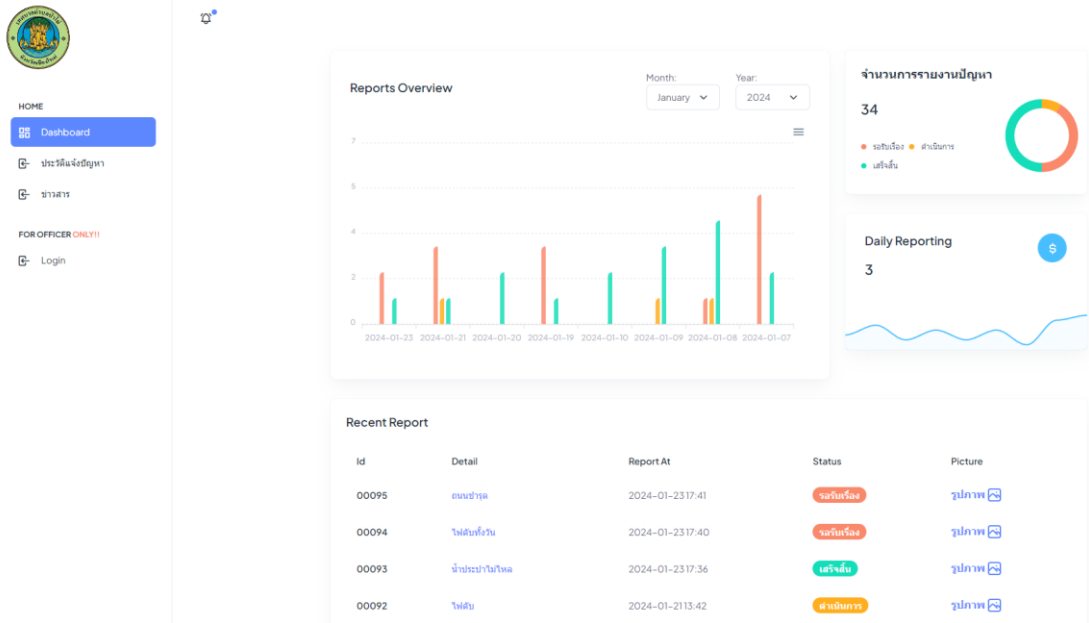 HOME
Dashboard
ประวัติแจ้งปัญหา
ข่าวสาร
FOR OFFICER ONLY!!
Login
Reports Overview
Month:
January
Year:
2024
7
5
4
2
0
2024-01-23 2024-01-21 2024-01-20 2024-01-19 2024-01-10 2024-01-09 2024-01-08 2024-01-07
จำนวนการรายงานปัญหา
34
รอรับเรื่อง ดำเนินการ
เสร็จสิ้น
Daily Reporting
$
3
Recent Report
Id Detail Report At Status Picture
00095 ถนนชำรุด 2024-01-23 17:41 รอรับเรื่อง รูปภาพ
00094 ไฟดับทั้งวัน 2024-01-23 17:40 รอรับเรื่อง รูปภาพ
00093 น้ำประปาไม่ไหล 2024-01-23 17:36 เสร็จสิ้น รูปภาพ
00092 ไฟดับ 2024-01-21 13:42 ดำเนินการ รูปภาพ